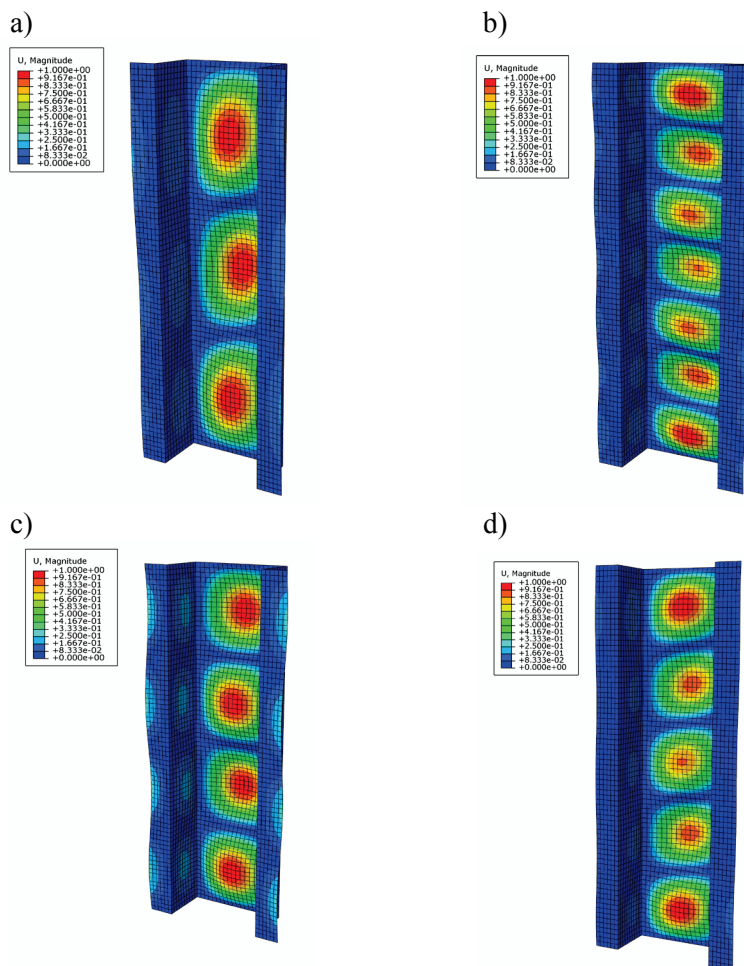 a)
U, Magnitude
+1.000e+00
+9.167e-01
+8.333e-01
+7.500e-01
+6.667e-01
+5.833e-01
+5.000e-01
+4.167e-01
+3.333e-01
+2.500e-01
+1.667e-01
+8.333e-02
+0.000e+00
b)
U, Magnitude
+1.000e+00
+9.167e-01
+8.333e-01
+7.500e-01
+6.667e-01
+5.833e-01
+5.000e-01
+4.167e-01
+3.333e-01
+2.500e-01
+1.667e-01
+8.333e-02
+0.000e+00
c)
U, Magnitude
+1.000e+00
+9.167e-01
+8.333e-01
+7.500e-01
+6.667e-01
+5.833e-01
+5.000e-01
+4.167e-01
+3.333e-01
+2.500e-01
+1.667e-01
+8.333e-02
+0.000e+00
d)
U, Magnitude
+1.000e+00
+9.167e-01
+8.333e-01
+7.500e-01
+6.667e-01
+5.833e-01
+5.000e-01
+4.167e-01
+3.333e-01
+2.500e-01
+1.667e-01
+8.333e-02
+0.000e+00